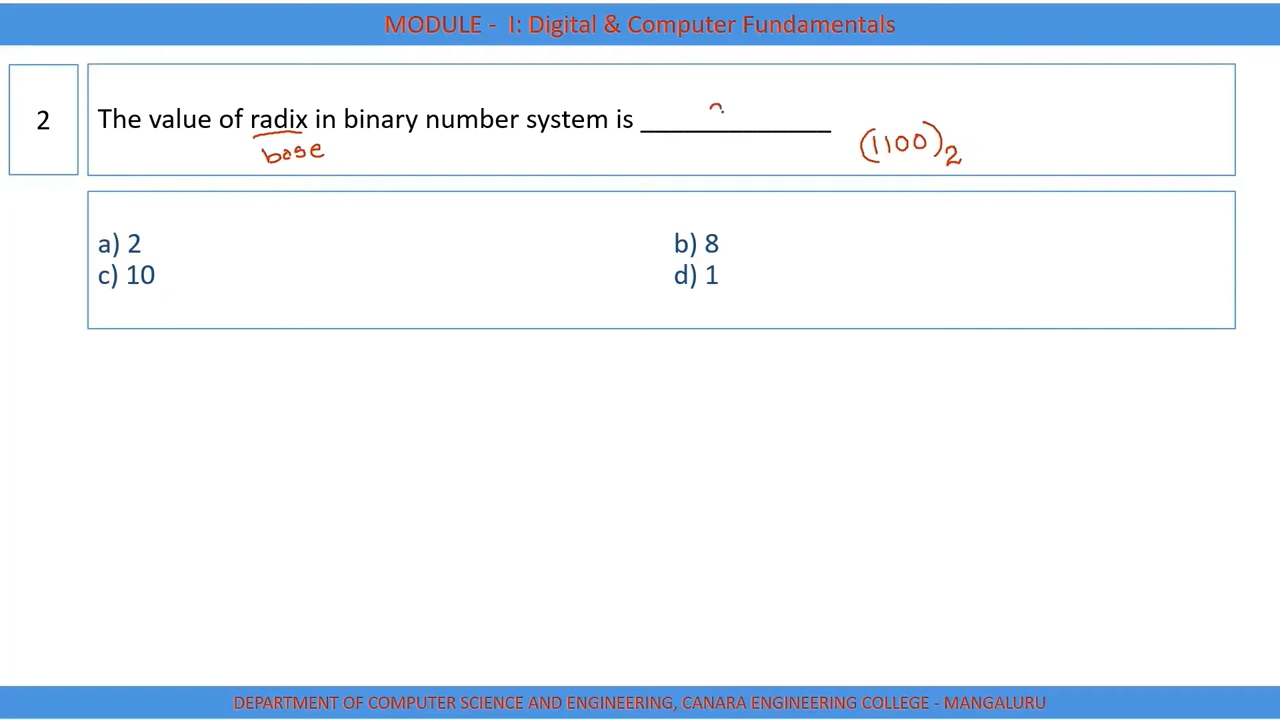 MODULE - I: Digital & Computer Fundamentals
2
The value of radix in binary number system is ______________
base
(1100)2
a) 2
b) 8
c) 10
d) 1
DEPARTMENT OF COMPUTER SCIENCE AND ENGINEERING, CANARA ENGINEERING COLLEGE - MANGALURU